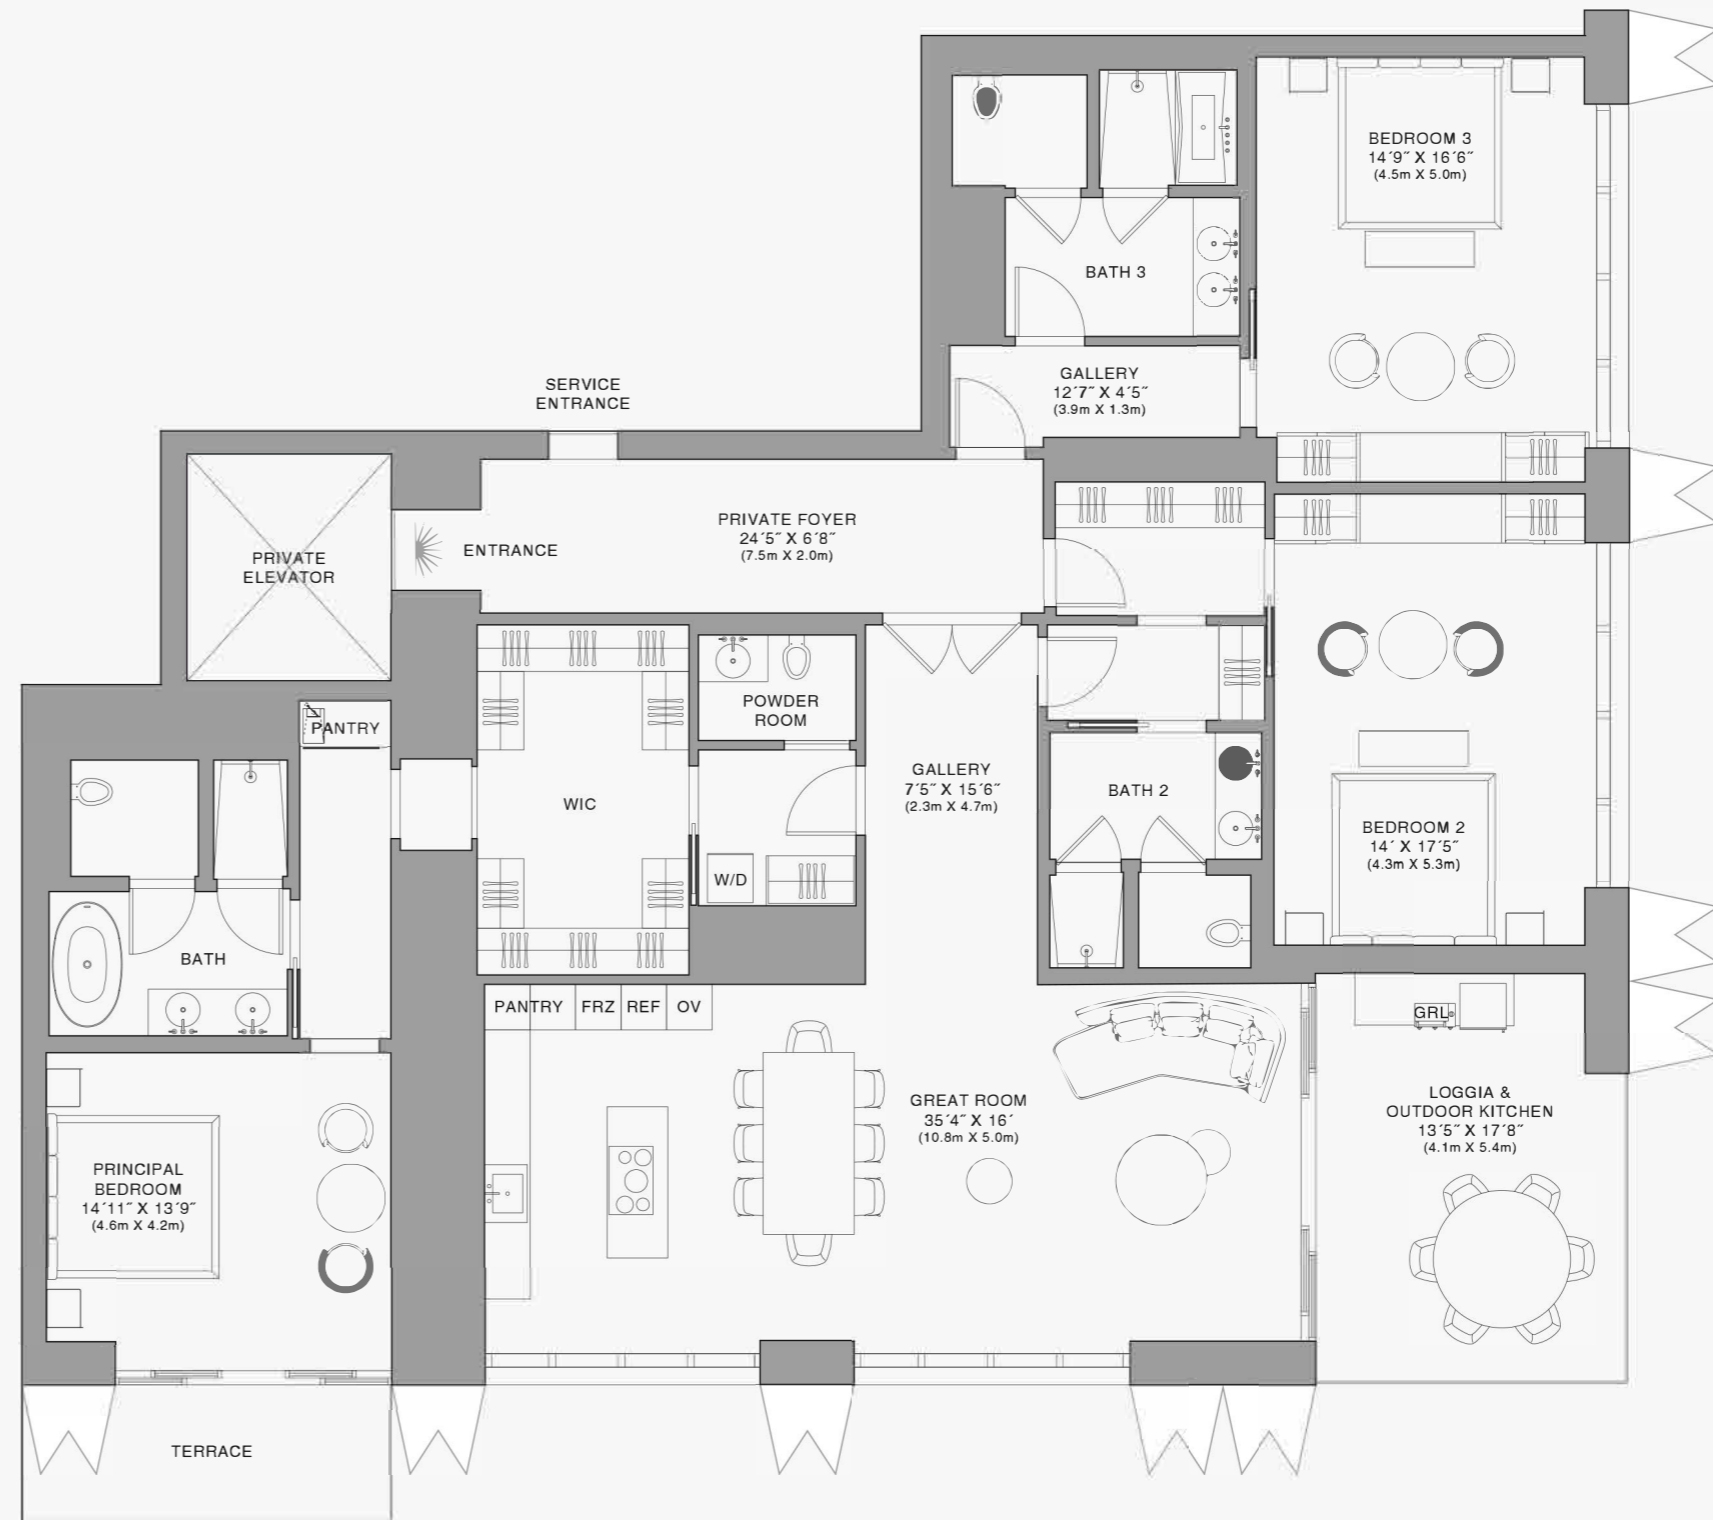 BEDROOM 3
14´9˝ X 16´6˝
(4.5m X 5.0m)
BATH 3
GALLERY
12´7˝ X 4´5˝
(3.9m X 1.3m)
SERVICE
ENTRANCE
PRIVATE FOYER
24´5˝ X 6´8˝
(7.5m X 2.0m)
ENTRANCE
PRIVATE
ELEVATOR
PANTRY
POWDER
ROOM
WIC
GALLERY
7´5˝ X 15´6˝
(2.3m X 4.7m)
BATH 2
BEDROOM 2
14´ X 17´5˝
(4.3m X 5.3m)
W/D
BATH
PANTRY
FRZ
REF
OV
GRL
GREAT ROOM
35´4˝ X 16´
(10.8m X 5.0m)
LOGGIA &
OUTDOOR KITCHEN
13´5˝ X 17´8˝
(4.1m X 5.4m)
PRINCIPAL
BEDROOM
14´11˝ X 13´9˝
(4.6m X 4.2m)
TERRACE